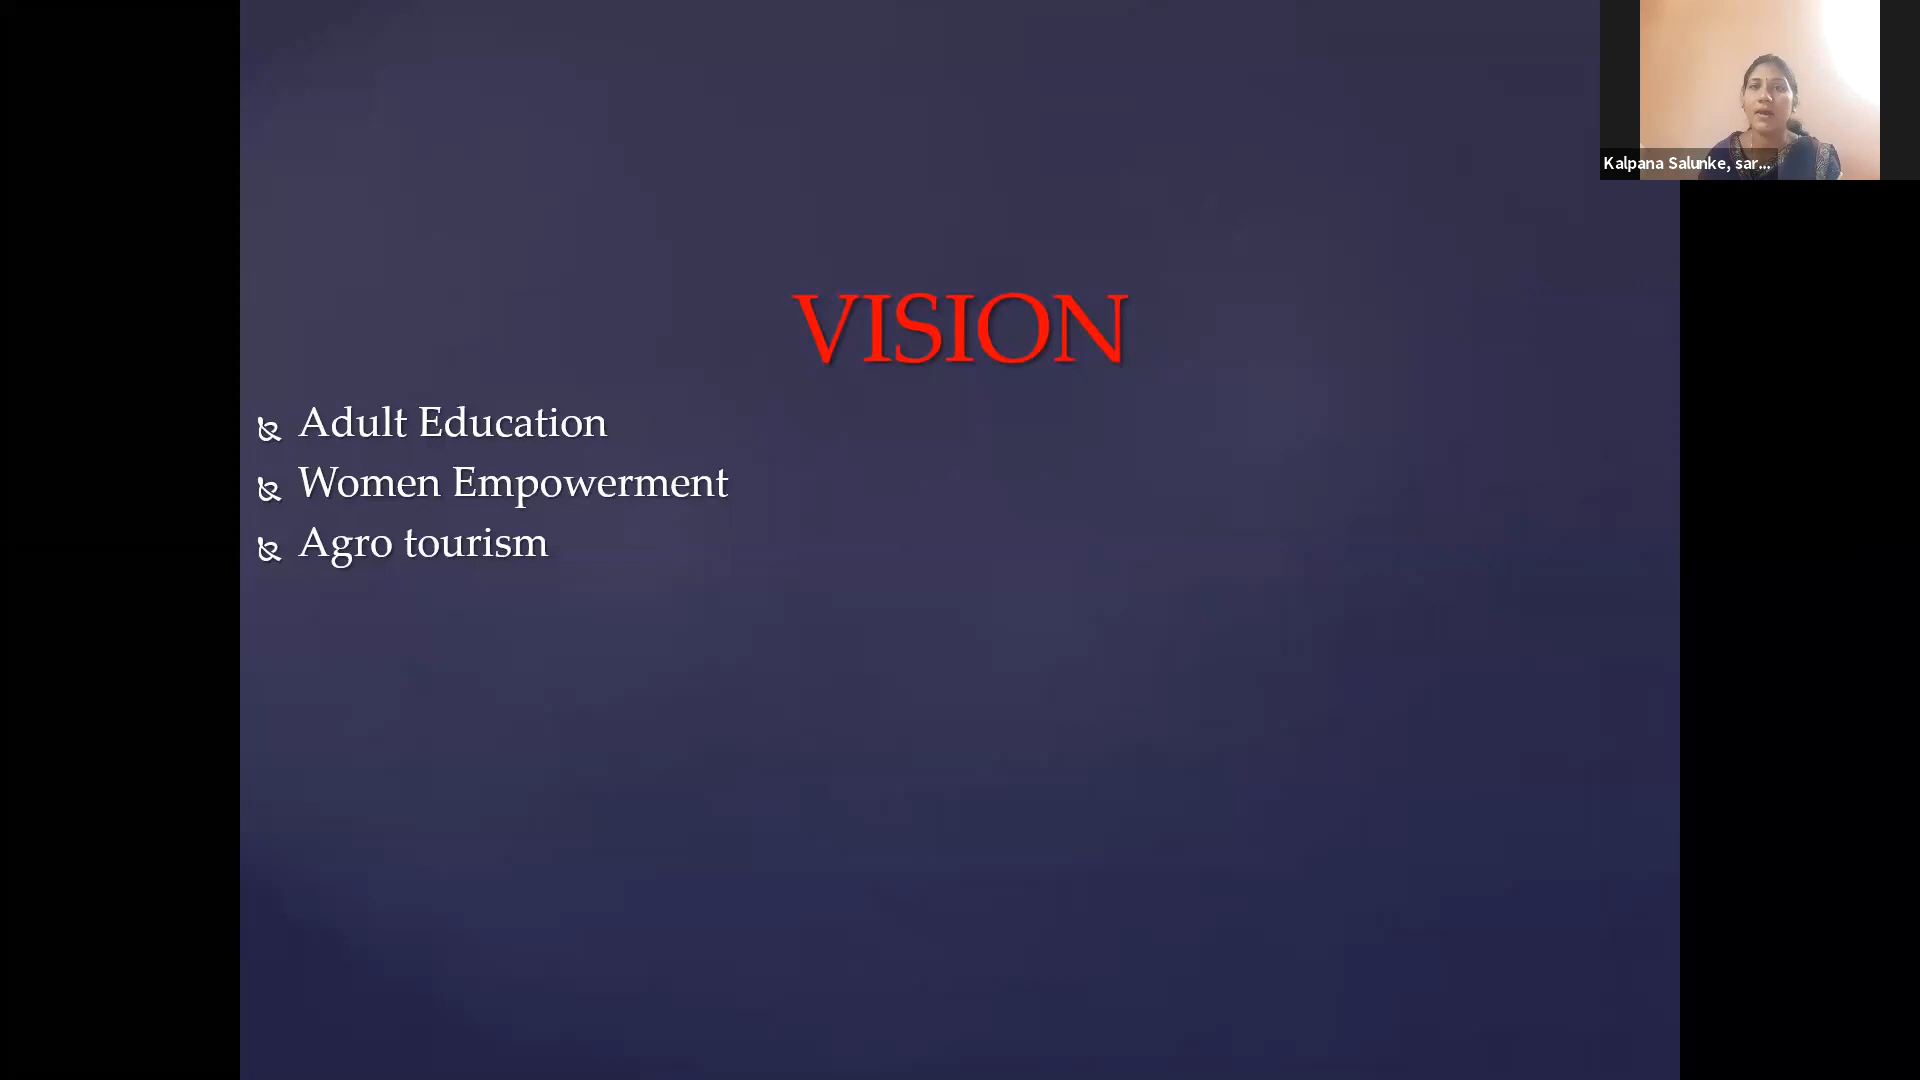 Kalpana Salunke, sar...
VISION
Adult Education
Women Empowerment
Agro tourism